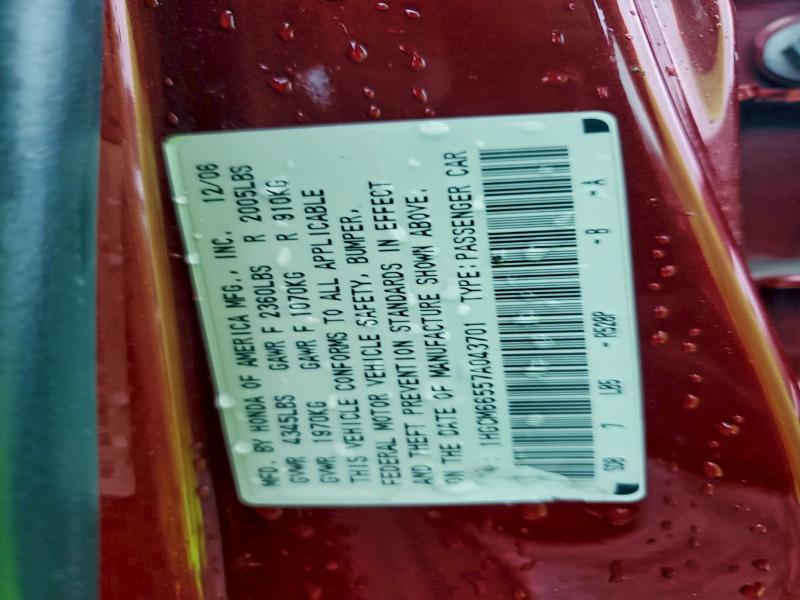 MFD. BY HONDA OF AMERICA MFG., INC. 12/06
GVWR 4345LBS GAWR F 2360LBS R 2005LBS
GVWR 1970KG GAWR F 1070KG R 910KG
THIS VEHICLE CONFORMS TO ALL APPLICABLE
FEDERAL MOTOR VEHICLE SAFETY, BUMPER,
AND THEFT PREVENTION STANDARDS IN EFFECT
ON THE DATE OF MANUFACTURE SHOWN ABOVE.
1HGCM66557A043701 TYPE:PASSENGER CAR
SDB 7 LBS *R528P *B *A